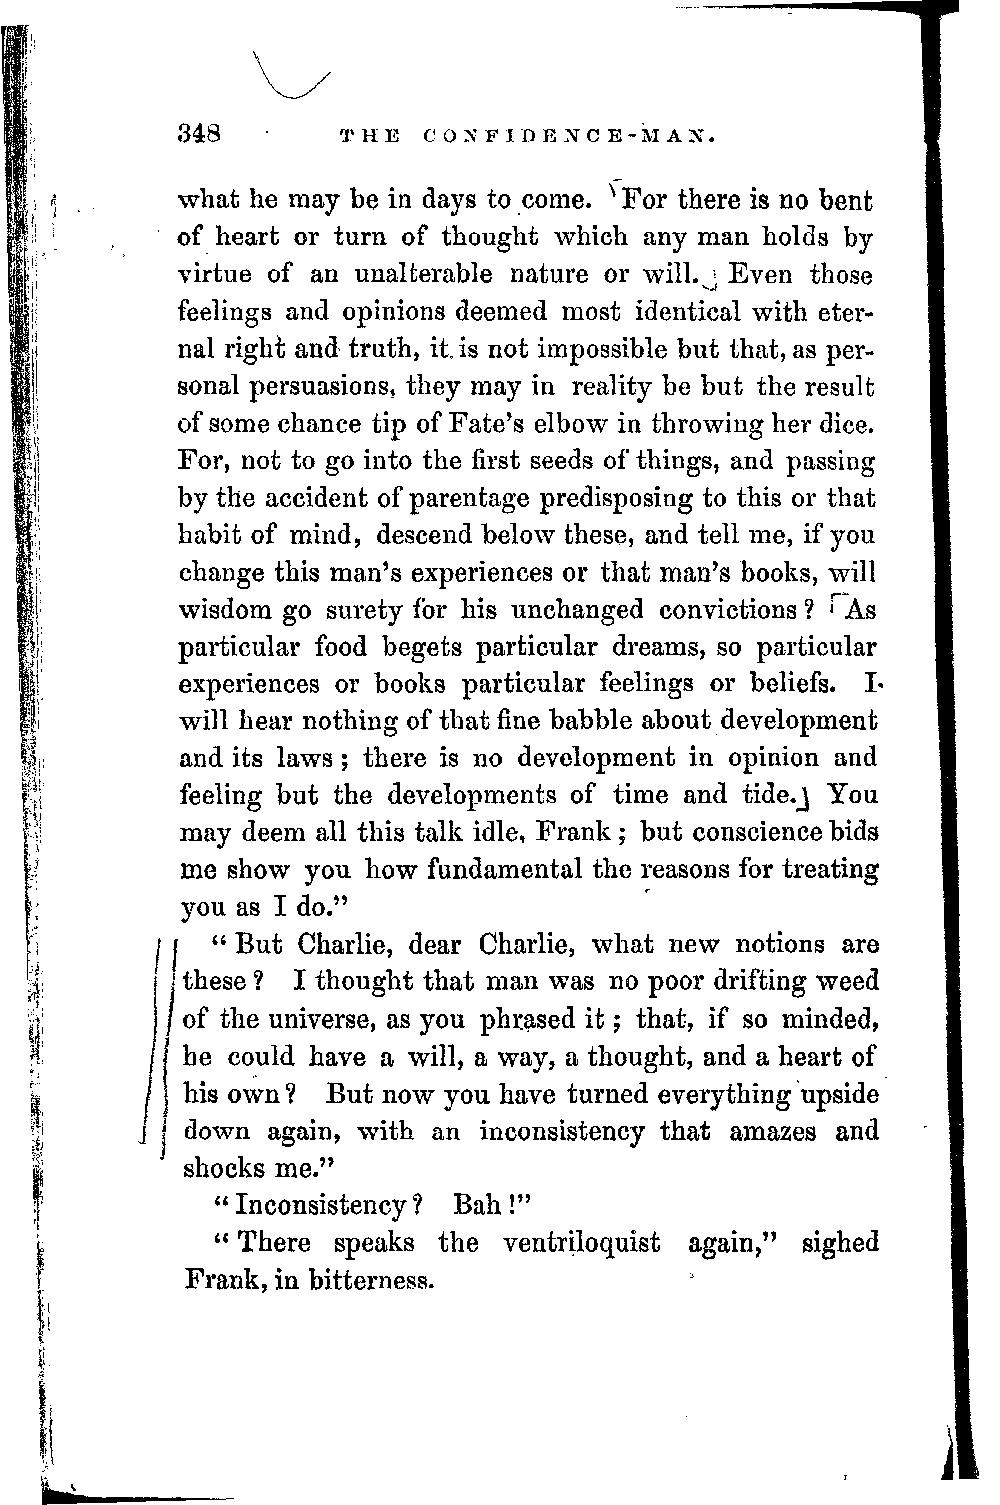 348 THE CONFIDENCE-MAN.
what he may be in days to come. For there is no bent
of heart or turn of thought which any man holds by
virtue of an unalterable nature or will. Even those
feelings and opinions deemed most identical with eter-
nal right and truth, it is not impossible but that, as per-
sonal persuasions, they may in reality be but the result
of some chance tip of Fate's elbow in throwing her dice.
For, not to go into the first seeds of things, and passing
by the accident of parentage predisposing to this or that
habit of mind, descend below these, and tell me, if you
change this man's experiences or that man's books, will
wisdom go surety for his unchanged convictions? As
particular food begets particular dreams, so particular
experiences or books particular feelings or beliefs. I
will hear nothing of that fine babble about development
and its laws; there is no development in opinion and
feeling but the developments of time and tide. You
may deem all this talk idle, Frank; but conscience bids
me show you how fundamental the reasons for treating
you as I do."
"But Charlie, dear Charlie, what new notions are
these? I thought that man was no poor drifting weed
of the universe, as you phrased it; that, if so minded,
he could have a will, a way, a thought, and a heart of
his own? But now you have turned everything upside
down again, with an inconsistency that amazes and
shocks me."
"Inconsistency? Bah!"
"There speaks the ventriloquist again," sighed
Frank, in bitterness.